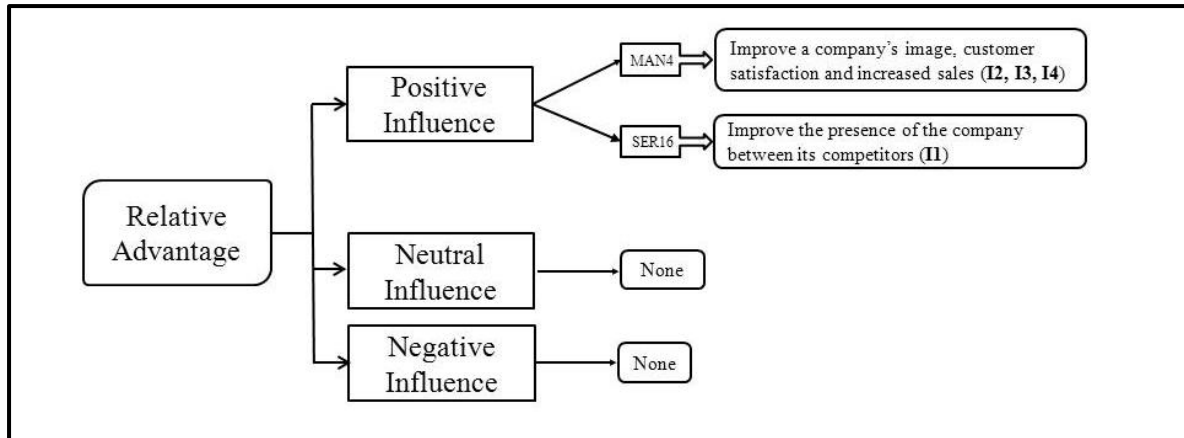 Relative
Advantage
Positive
Influence
MAN4
Improve a company’s image, customer
satisfaction and increased sales (I2, I3, I4)
SER16
Improve the presence of the company
between its competitors (I1)
Neutral
Influence
None
Negative
Influence
None